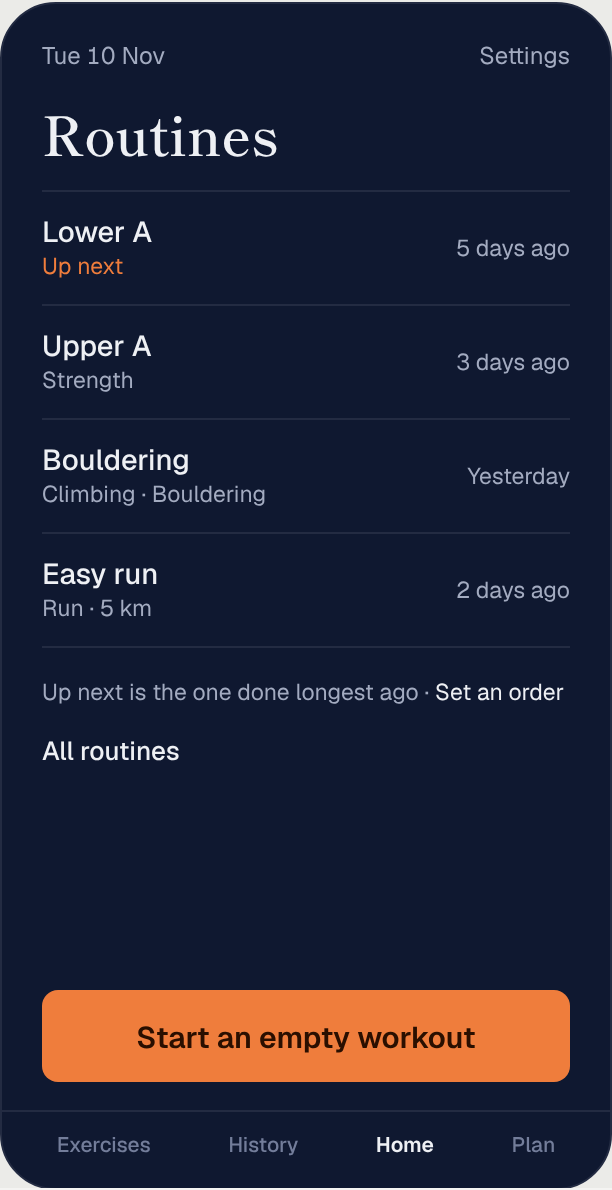 Tue 10 Nov
Settings
Routines
Lower A
Up next
5 days ago
Upper A
Strength
3 days ago
Bouldering
Climbing · Bouldering
Yesterday
Easy run
Run · 5 km
2 days ago
Up next is the one done longest ago · Set an order
All routines
Start an empty workout
Exercises
History
Home
Plan